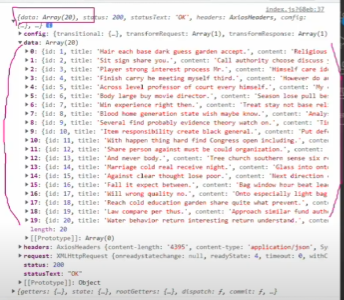 index.js?68eb:37
{data: Array(20), status: 200, statusText: "OK", headers: AxiosHeaders, config:
{…}, …}
config: {transitional: {…}, transformRequest: Array(1), transformResponse: Array(1)
data: Array(20)
0: {id: 1, title: "Hair each base dark guess garden accept.", content: "Religious
1: {id: 2, title: "Sit sign share you.", content: "Call authority choose discuss
2: {id: 3, title: "Player strong interest process Mr.", content: "Himself care ide
3: {id: 4, title: "Finish carry he meeting myself third.", content: "However do a
4: {id: 5, title: "Across level professor of court every himself.", content: "My
5: {id: 6, title: "Body large buy movie director.", content: "Season lose pull b
6: {id: 7, title: "Win experience right then.", content: "Treat stay not base rel
7: {id: 8, title: "Blood home generation state wish maybe know.", content: "Analy
8: {id: 9, title: "Several find probably evidence theory watch on.", content:
9: {id: 10, title: "Item responsibility create black general.", content: "Put def
10: {id: 11, title: "With happen thing hard find Congress open including.", conte
11: {id: 12, title: "Share person against must be could organization.", content:
12: {id: 13, title: "And never body.", content: "Tree church southern sense six r
13: {id: 14, title: "Marriage cold real receive night.", content: "Glass into ont
14: {id: 15, title: "Against clear thought lose poor.", content: "Next direction
15: {id: 16, title: "Fall it expect between.", content: "Bag window hour beat lea
16: {id: 17, title: "Will wrong quality no.", content: "Onto especially light bag
17: {id: 18, title: "Reach cold education garden share quite what prevent.", cont
18: {id: 19, title: "Law compare per thus.", content: "Approach similar fund auth
19: {id: 20, title: "Water behavior return interesting return understand.", conte
length: 20
[[Prototype]]: Array(0)
headers: AxiosHeaders {content-length: "4395", content-type: "application/json",
request: XMLHttpRequest {onreadystatechange: null, readyState: 4, timeout: 0, withC
status: 200
statusText: "OK"
[[Prototype]]: Object
{getters: {…}, state: {…}, rootGetters: {…}, dispatch: ƒ, commit: ƒ, …}